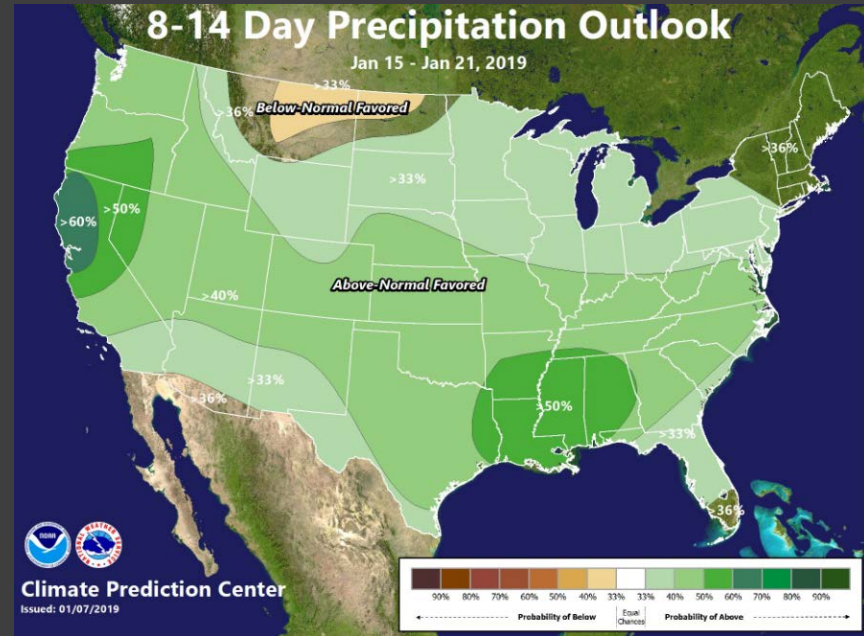 8-14 Day Precipitation Outlook
Jan 15 - Jan 21, 2019
>33%
>36%
Below-Normal Favored
>36%
>33%
>50%
>60%
Above-Normal Favored
>40%
>33%
>36%
>50%
>33%
>36%
NOAA
Climate Prediction Center
Issued: 01/07/2019
90% 80% 70% 60% 50% 40% 33% 33% 40% 50% 60% 70% 80% 90%
Probability of Below
Equal
Chances
Probability of Above